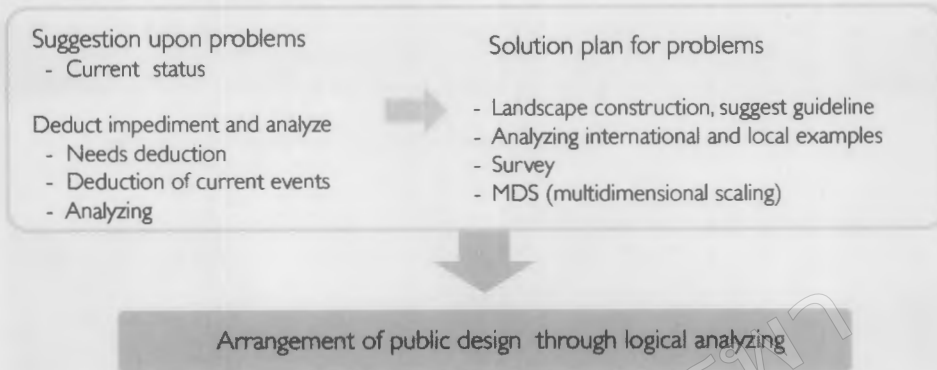 Suggestion upon problems
- Current status
Deduct impediment and analyze
- Needs deduction
- Deduction of current events
- Analyzing
Solution plan for problems
- Landscape construction, suggest guideline
- Analyzing international and local examples
- Survey
- MDS (multidimensional scaling)
Arrangement of public design through logical analyzing